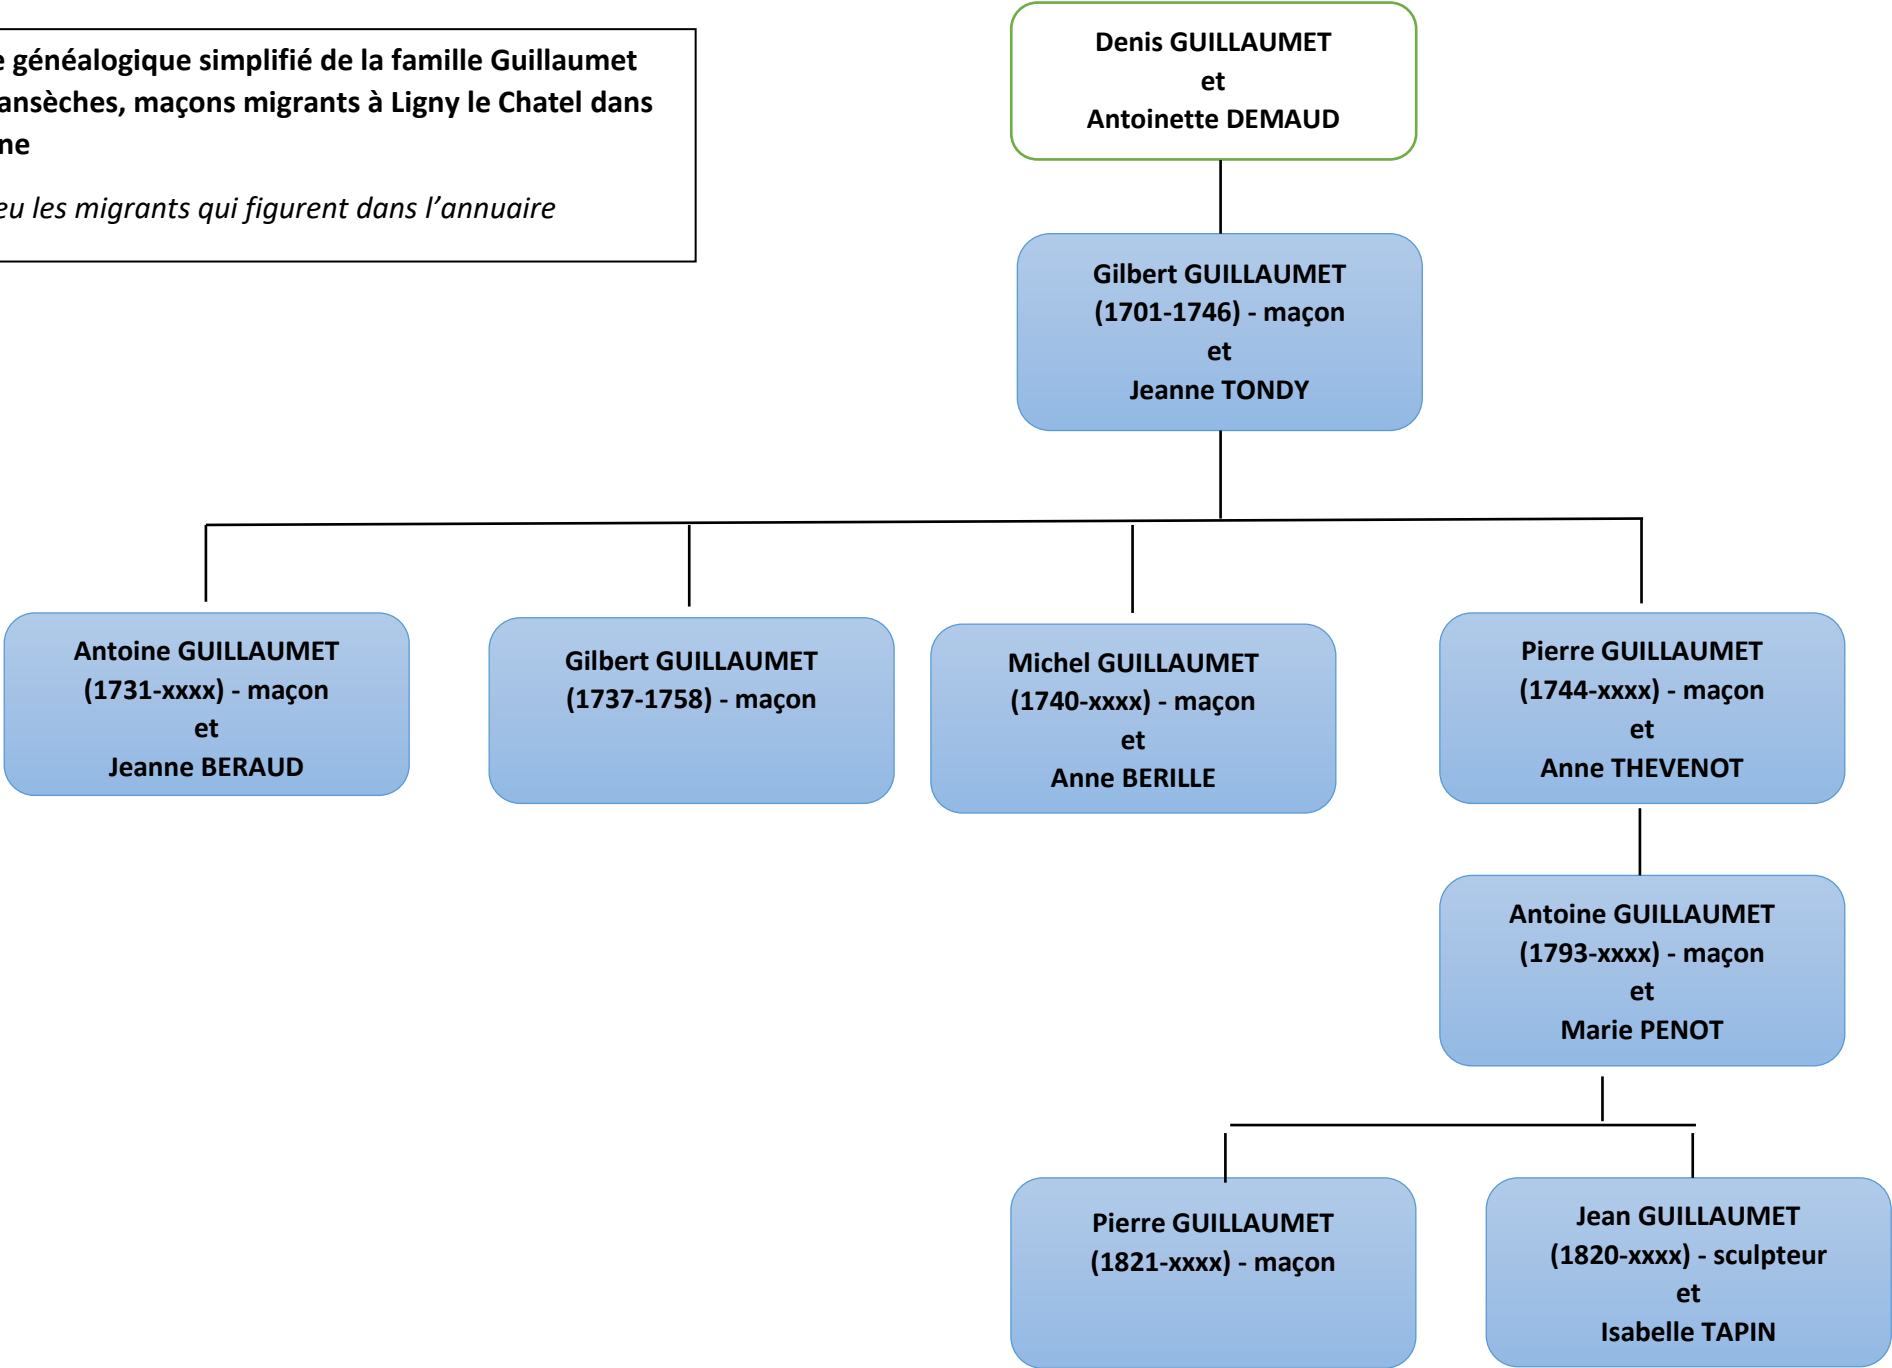 généalogique simplifié de la famille Guillaumet
maçons migrants à Ligny le Chatel dans
les migrants qui figurent dans l'annuaire
Denis GUILLAUMET
et
Antoinette DEMAUD
Gilbert GUILLAUMET
(1701-1746) - maçon
et
Jeanne TONDY
Antoine GUILLAUMET
(1731-xxxx) - maçon
et
Jeanne BERAUD
Gilbert GUILLAUMET
(1737-1758) - maçon
Michel GUILLAUMET
(1740-xxxx) - maçon
et
Anne BERILLE
Pierre GUILLAUMET
(1744-xxxx) - maçon
et
Anne THEVENOT
Antoine GUILLAUMET
(1793-xxxx) - maçon
et
Marie PENOT
Pierre GUILLAUMET
(1821-xxxx) - maçon
Jean GUILLAUMET
(1820-xxxx) - sculpteur
et
Isabelle TAPIN